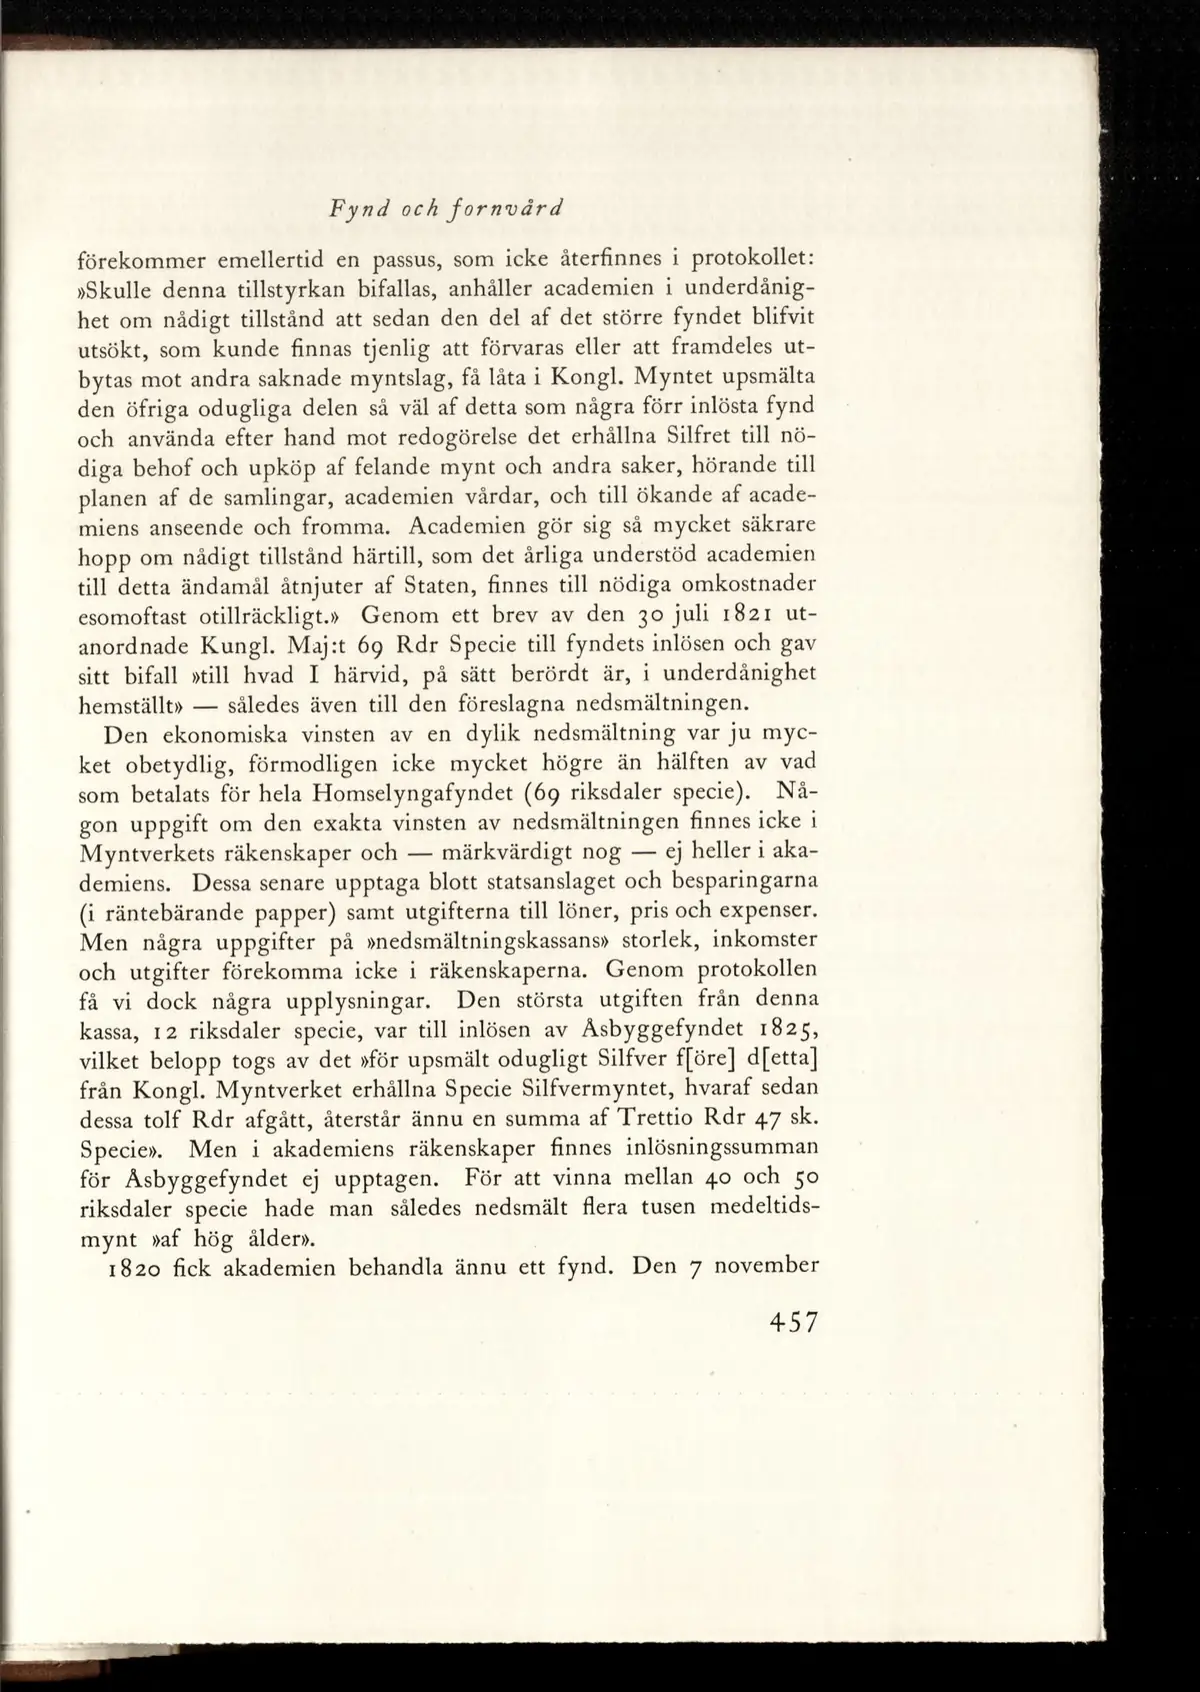 Fynd och fornvård
förekommer emellertid en passus, som icke återfinnes i protokollet:
»Skulle denna tillstyrkan bifallas, anhåller academien i underdånig-
het om nådigt tillstånd att sedan den del af det större fyndet blifvit
utsökt, som kunde finnas tjenlig att förvaras eller att framdeles ut-
bytas mot andra saknade myntslag, få låta i Kongl. Myntet upsmälta
den öfriga odugliga delen så väl af detta som några förr inlösta fynd
och använda efter hand mot redogörelse det erhållna Silfret till nö-
diga behof och upköp af felande mynt och andra saker, hörande till
planen af de samlingar, academien vårdar, och till ökande af acade-
miens anseende och fromma. Academien gör sig så mycket säkrare
hopp om nådigt tillstånd härtill, som det årliga understöd academien
till detta ändamål åtnjuter af Staten, finnes till nödiga omkostnader
esomoftast otillräckligt.» Genom ett brev av den 30 juli 1821 ut-
anordnade Kungl. Maj:t 69 Rdr Specie till fyndets inlösen och gav
sitt bifall »till hvad I härvid, på sätt berördt är, i underdånighet
hemställt» — således även till den föreslagna nedsmältningen.
Den ekonomiska vinsten av en dylik nedsmältning var ju myc-
ket obetydlig, förmodligen icke mycket högre än hälften av vad
som betalats för hela Homselyngafyndet (69 riksdaler specie). Nå-
gon uppgift om den exakta vinsten av nedsmältningen finnes icke i
Myntverkets räkenskaper och — märkvärdigt nog — ej heller i aka-
demiens. Dessa senare upptaga blott statsanslaget och besparingarna
(i räntebärande papper) samt utgifterna till löner, pris och expenser.
Men några uppgifter på »nedsmältningskassans» storlek, inkomster
och utgifter förekomma icke i räkenskaperna. Genom protokollen
få vi dock några upplysningar. Den största utgiften från denna
kassa, 12 riksdaler specie, var till inlösen av Åsbyggefyndet 1825,
vilket belopp togs av det »för upsmält odugligt Silfver f[öre] d[etta]
från Kongl. Myntverket erhållna Specie Silfvermyntet, hvaraf sedan
dessa tolf Rdr afgått, återstår ännu en summa af Trettio Rdr 47 sk.
Specie». Men i akademiens räkenskaper finnes inlösningssumman
för Åsbyggefyndet ej upptagen. För att vinna mellan 40 och 50
riksdaler specie hade man således nedsmält flera tusen medeltids-
mynt »af hög ålder».
1820 fick akademien behandla ännu ett fynd. Den 7 november
457